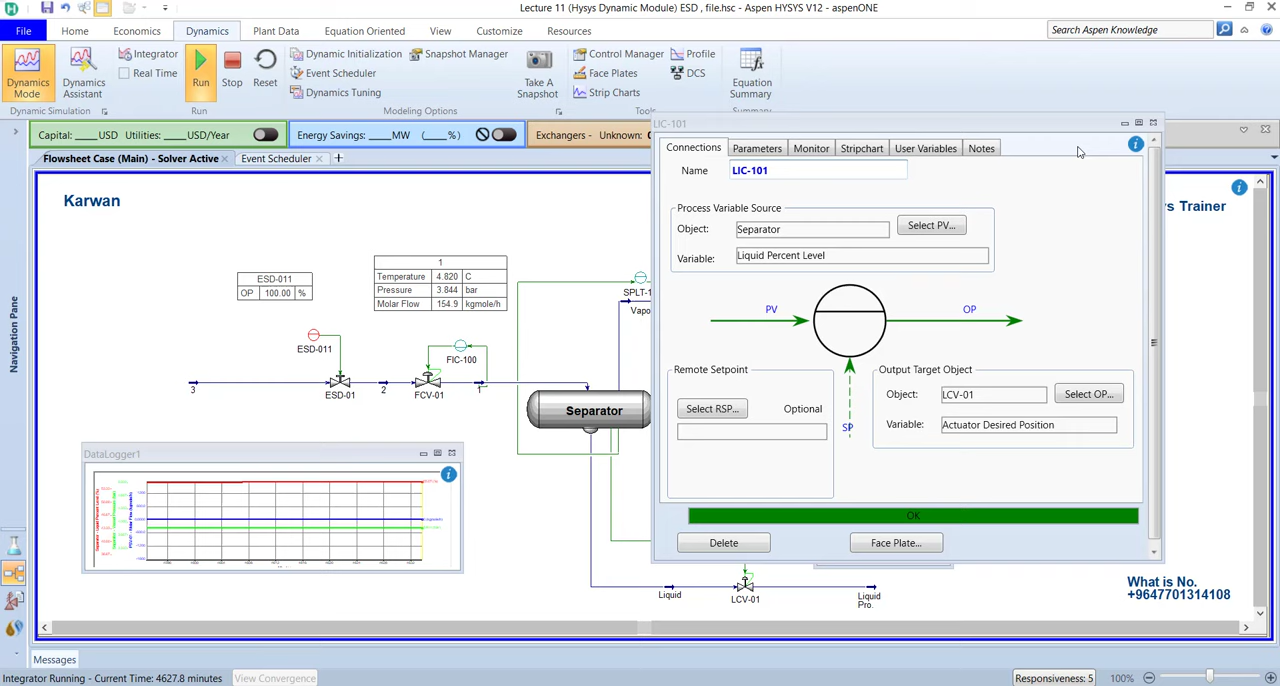 Lecture 11 (Hysys Dynamic Module) ESD , file.hsc - Aspen HYSYS V12 - aspenONE
File Home Economics Dynamics Plant Data Equation Oriented View Customize Resources
Search Aspen Knowledge
Dynamics Mode
Dynamics Assistant
Integrator
Real Time
Run
Stop
Reset
Dynamic Initialization
Event Scheduler
Dynamics Tuning
Snapshot Manager
Take A Snapshot
Control Manager
Face Plates
Strip Charts
Profile
DCS
Equation Summary
Dynamic Simulation
Run
Modeling Options
Tools
Summary
Capital: ____USD Utilities: ____USD/Year
Energy Savings: ____MW (____%)
Exchangers - Unknown:
Flowsheet Case (Main) - Solver Active
Event Scheduler
Navigation Pane
Karwan
s Trainer
ESD-011
OP 100.00 %
1
Temperature 4.820 C
Pressure 3.844 bar
Molar Flow 154.9 kgmole/h
SPLT-1
Vapo
ESD-011
FIC-100
3
ESD-01
2
FCV-01
1
Separator
DataLogger1
Liquid
LCV-01
Liquid Pro.
What is No.
+9647701314108
LIC-101
Connections Parameters Monitor Stripchart User Variables Notes
Name LIC-101
Process Variable Source
Object: Separator Select PV...
Variable: Liquid Percent Level
PV
OP
SP
Remote Setpoint
Select RSP... Optional
Output Target Object
Object: LCV-01 Select OP...
Variable: Actuator Desired Position
OK
Delete
Face Plate...
Messages
Integrator Running - Current Time: 4627.8 minutes
View Convergence
Responsiveness: 5
100%